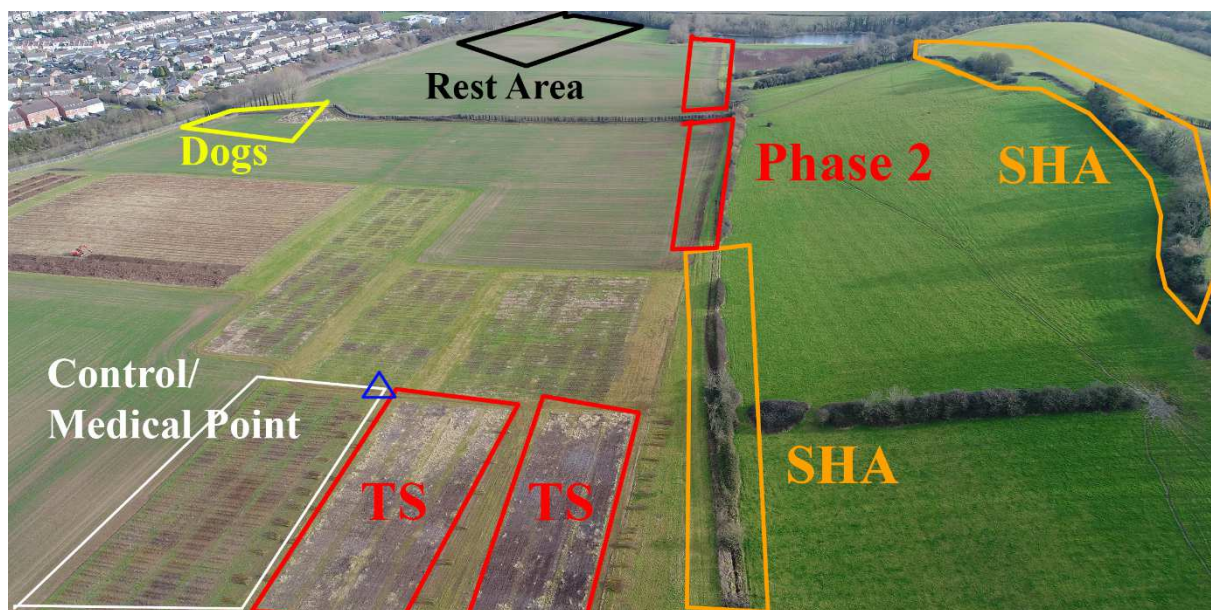 Rest Area
Dogs
Phase 2
SHA
Control/
Medical Point
SHA
TS
TS